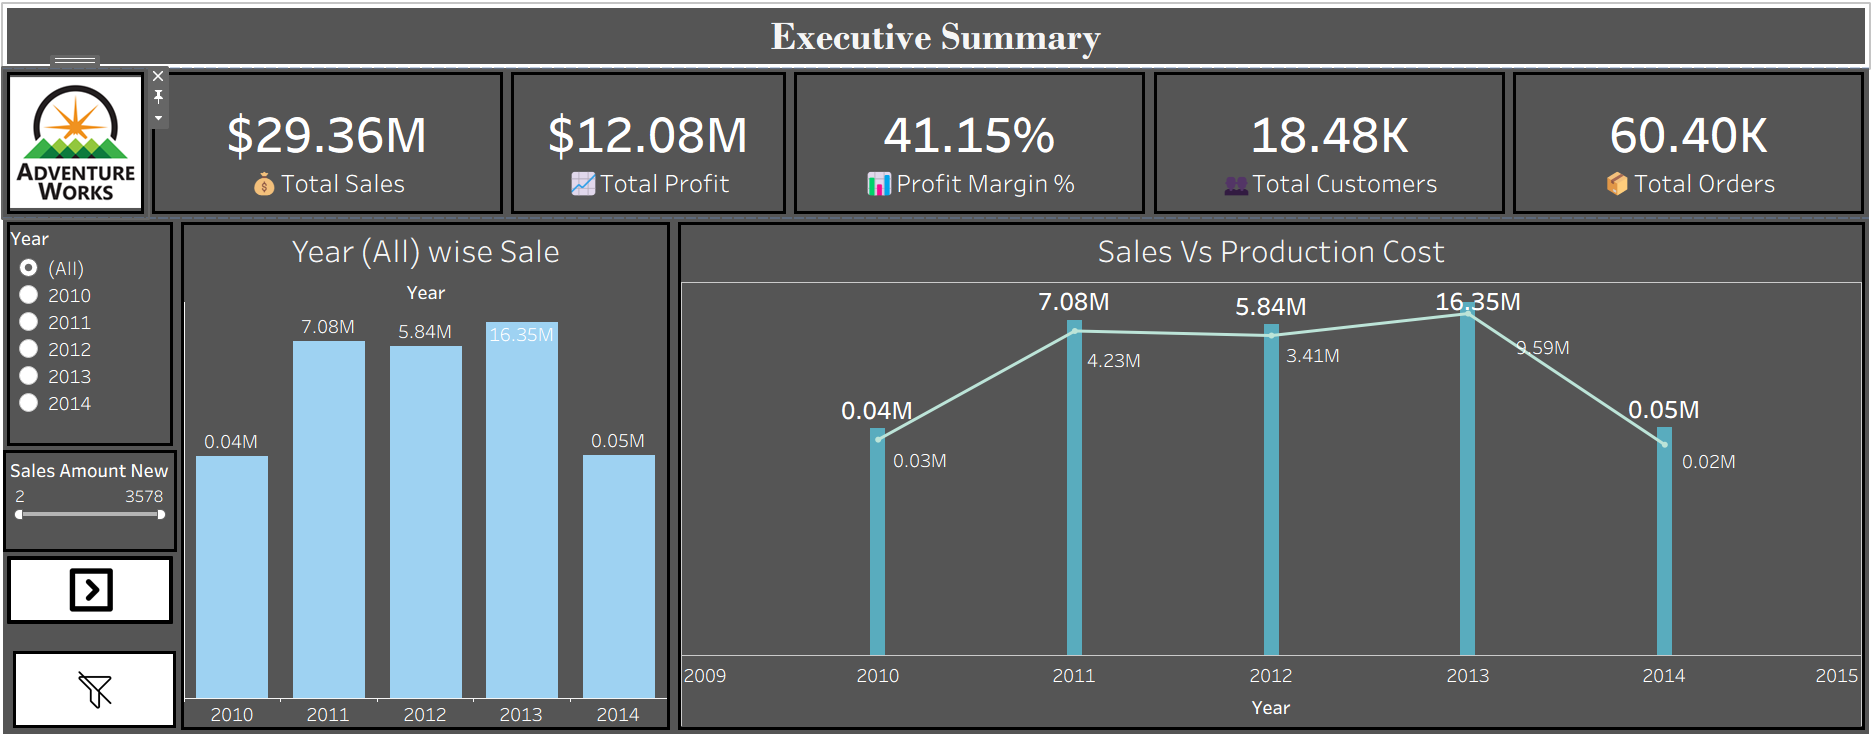 Executive Summary
ADVENTURE
WORKS
$29.36M
Total Sales
$12.08M
Total Profit
41.15%
Profit Margin %
18.48K
Total Customers
60.40K
Total Orders
Year
(All)
2010
2011
2012
2013
2014
Sales Amount New
2 3578
Year (All) wise Sale
Year
7.08M 5.84M 16.35M
0.04M 0.05M
2010 2011 2012 2013 2014
Sales Vs Production Cost
7.08M 5.84M 16.35M
4.23M 3.41M 9.59M
0.04M 0.05M
0.03M 0.02M
2009 2010 2011 2012 2013 2014 2015
Year